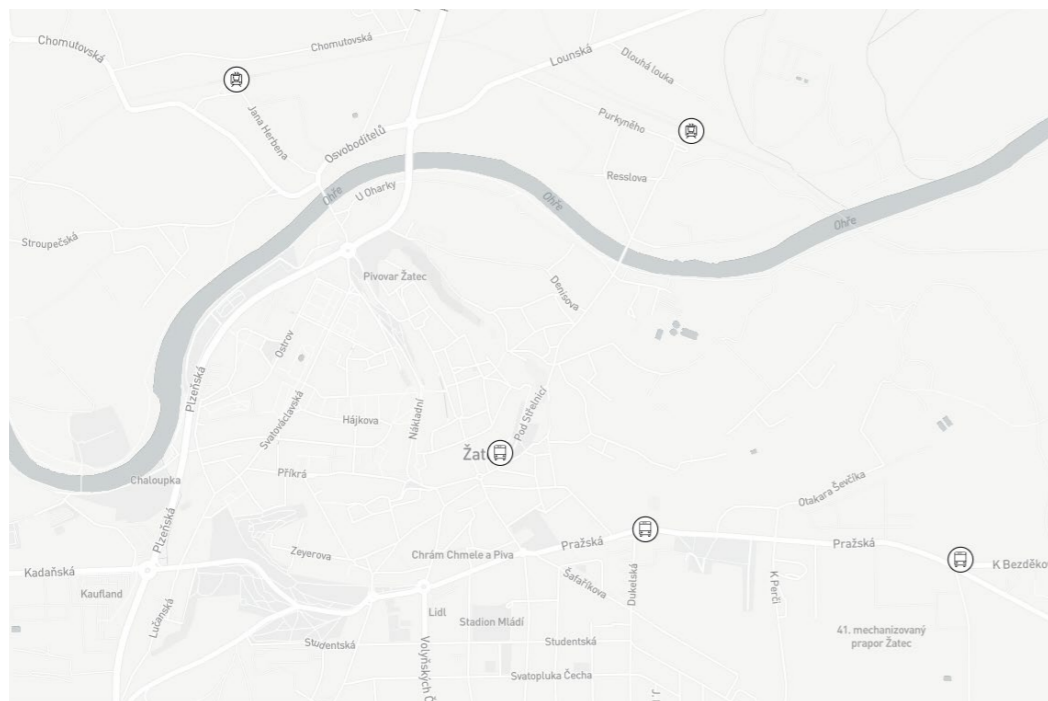 Chomutovská
Chomutovská
Lounská
Dlouhá louka
Jana Herbena
Osvoboditelů
Purkyněho
Resslova
U Oharky
Ohře
Ohře
Ohře
Stroupečská
Pivovar Žatec
Denisova
Ostrov
Plzeňská
Svatováclavská
Hájkova
Nákladní
Pod Střelnicí
Žat
Příkrá
Chaloupka
Otakara Ševčíka
Plzeňská
Zeyerova
Chrám Chmele a Piva
Pražská
Pražská
Kadaňská
Kaufland
Šafaříkova
Dukelská
K Perči
K Bezděkov
Lučanská
Lidl
Stadion Mládí
Studentská
Studentská
41. mechanizovaný
prapor Žatec
Volyňských Č
Svatopluka Čecha
J.